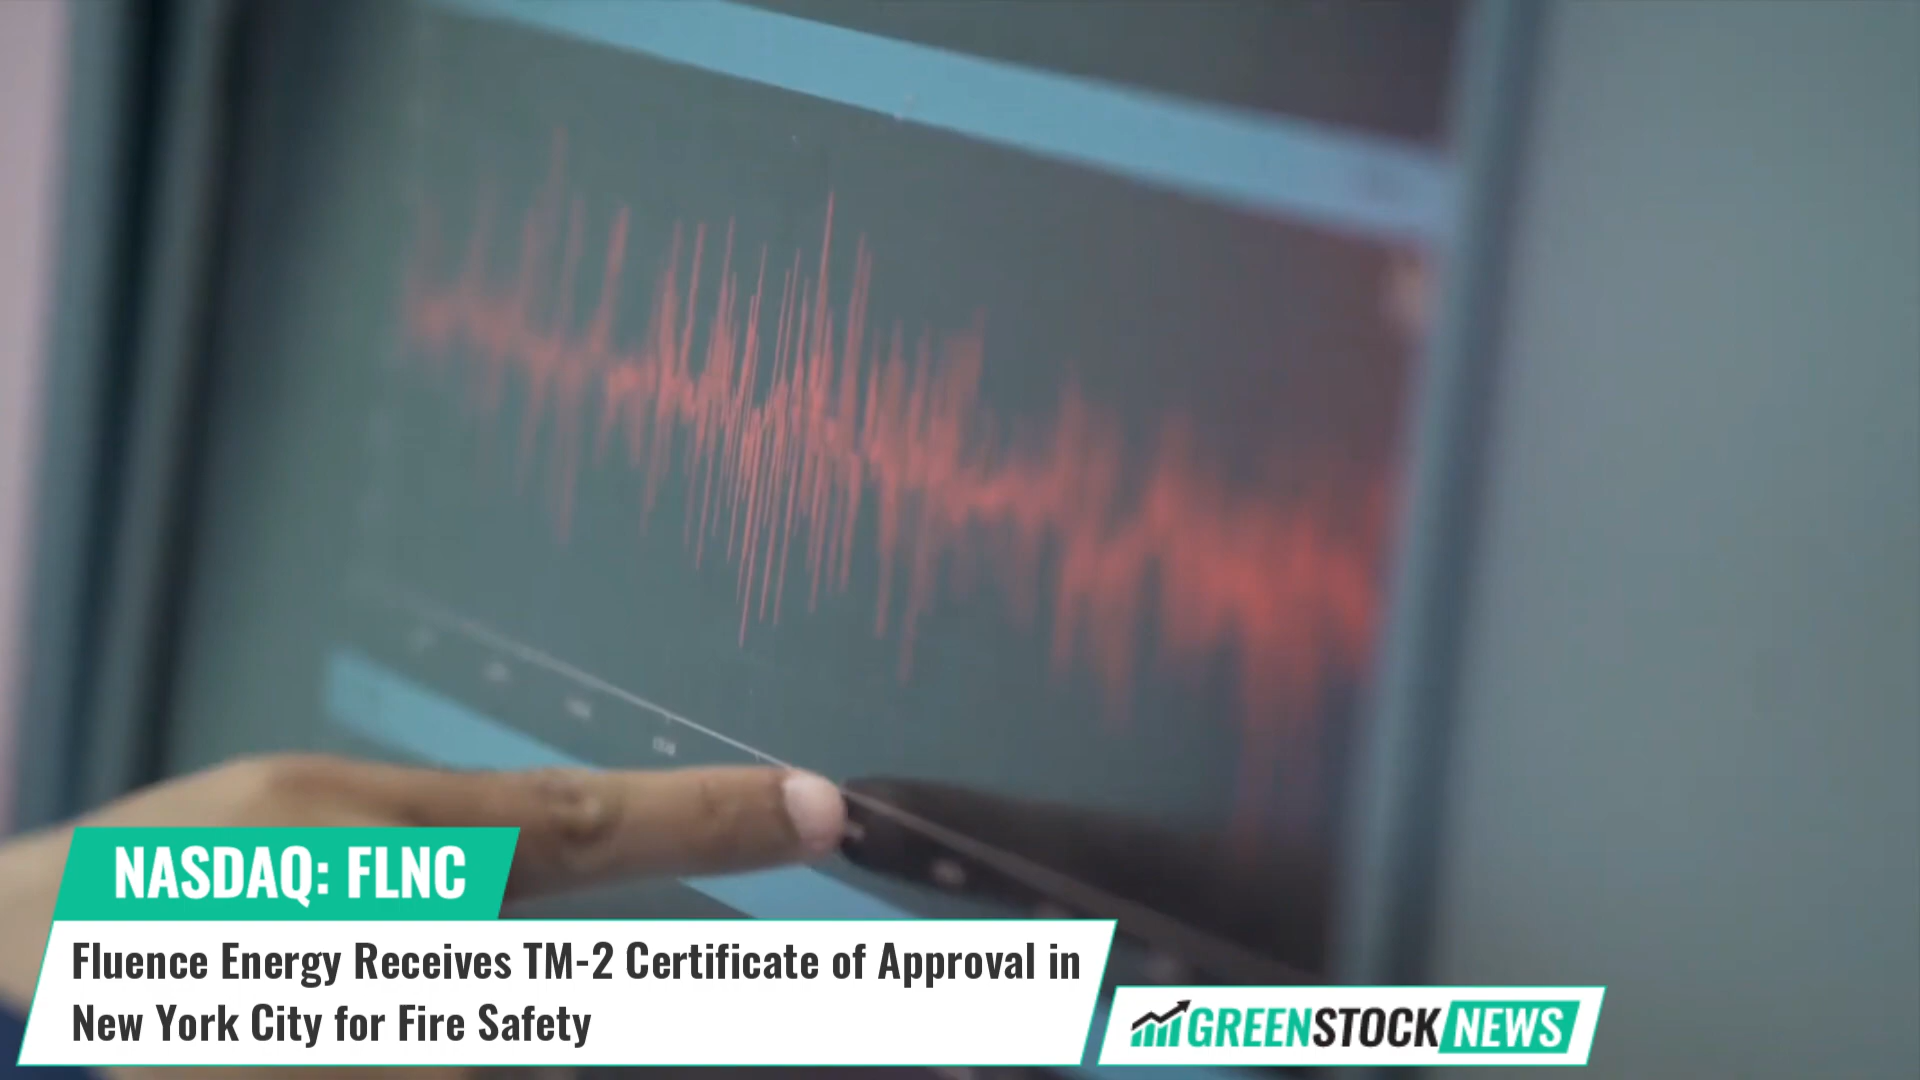 NASDAQ: FLNC
Fluence Energy Receives TM-2 Certificate of Approval in
New York City for Fire Safety
GREENSTOCK NEWS